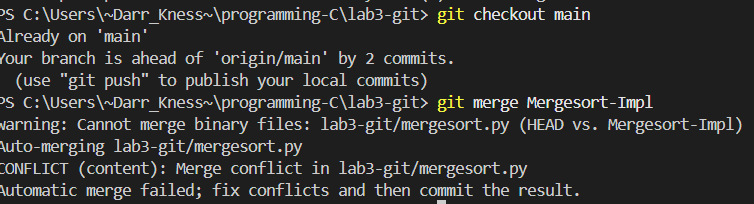 PS C:\Users\~Darr_Kness~\programming-C\lab3-git> git checkout main
Already on 'main'
Your branch is ahead of 'origin/main' by 2 commits.
  (use "git push" to publish your local commits)
PS C:\Users\~Darr_Kness~\programming-C\lab3-git> git merge Mergesort-Impl
warning: Cannot merge binary files: lab3-git/mergesort.py (HEAD vs. Mergesort-Impl)
Auto-merging lab3-git/mergesort.py
CONFLICT (content): Merge conflict in lab3-git/mergesort.py
Automatic merge failed; fix conflicts and then commit the result.